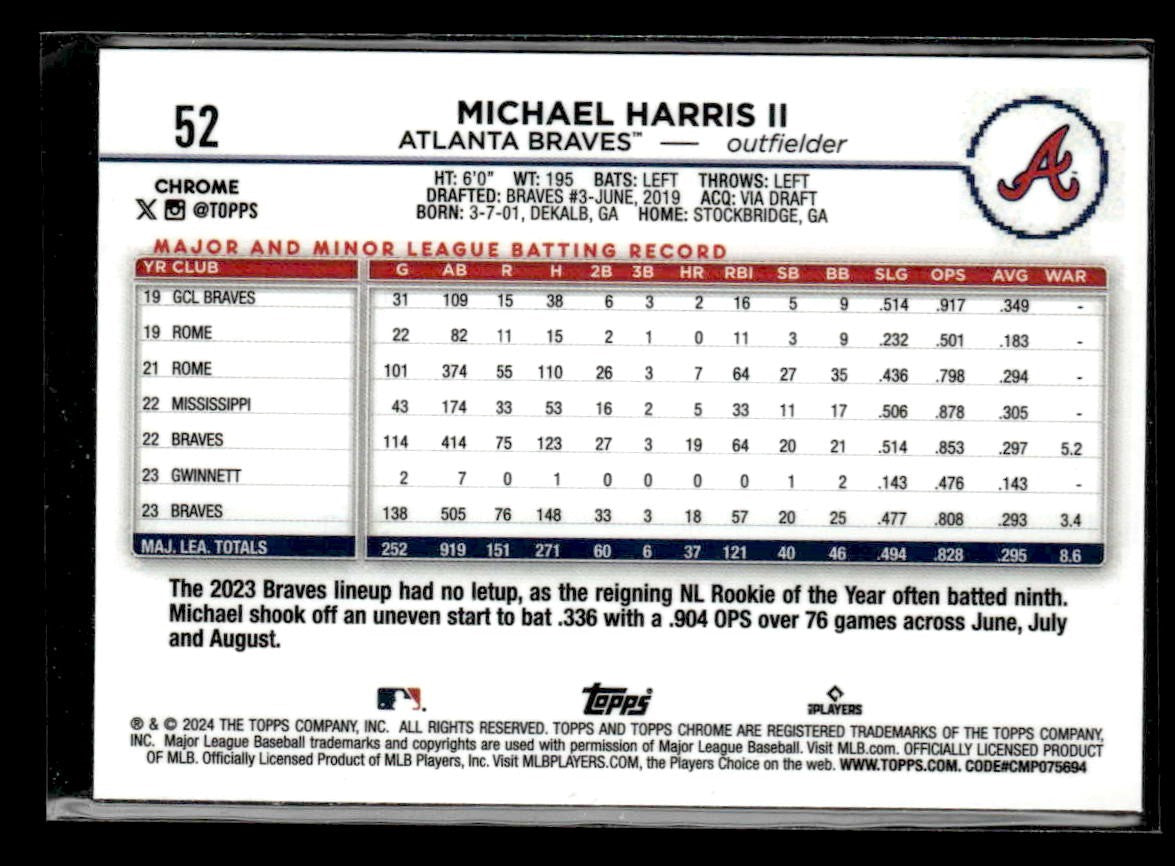 52
MICHAEL HARRIS II
ATLANTA BRAVES™ — outfielder
A
CHROME
@TOPPS
HT: 6'0" WT: 195 BATS: LEFT THROWS: LEFT
DRAFTED: BRAVES #3-JUNE, 2019 ACQ: VIA DRAFT
BORN: 3-7-01, DEKALB, GA HOME: STOCKBRIDGE, GA
MAJOR AND MINOR LEAGUE BATTING RECORD
YR CLUB G AB R H 2B 3B HR RBI SB BB SLG OPS AVG WAR
19 GCL BRAVES 31 109 15 38 6 3 2 16 5 9 .514 .917 .349 -
19 ROME 22 82 11 15 2 1 0 11 3 9 .232 .501 .183 -
21 ROME 101 374 55 110 26 3 7 64 27 35 .436 .798 .294 -
22 MISSISSIPPI 43 174 33 53 16 2 5 33 11 17 .506 .878 .305 -
22 BRAVES 114 414 75 123 27 3 19 64 20 21 .514 .853 .297 5.2
23 GWINNETT 2 7 0 1 0 0 0 0 1 2 .143 .476 .143 -
23 BRAVES 138 505 76 148 33 3 18 57 20 25 .477 .808 .293 3.4
MAJ. LEA. TOTALS 252 919 151 271 60 6 37 121 40 46 .494 .828 .295 8.6
The 2023 Braves lineup had no letup, as the reigning NL Rookie of the Year often batted ninth.
Michael shook off an uneven start to bat .336 with a .904 OPS over 76 games across June, July
and August.
Topps
PLAYERS
® & © 2024 THE TOPPS COMPANY, INC. ALL RIGHTS RESERVED. TOPPS AND TOPPS CHROME ARE REGISTERED TRADEMARKS OF THE TOPPS COMPANY,
INC. Major League Baseball trademarks and copyrights are used with permission of Major League Baseball. Visit MLB.com. OFFICIALLY LICENSED PRODUCT
OF MLB. Officially Licensed Product of MLB Players, Inc. Visit MLBPLAYERS.COM, the Players Choice on the web. WWW.TOPPS.COM. CODE#CMP075694